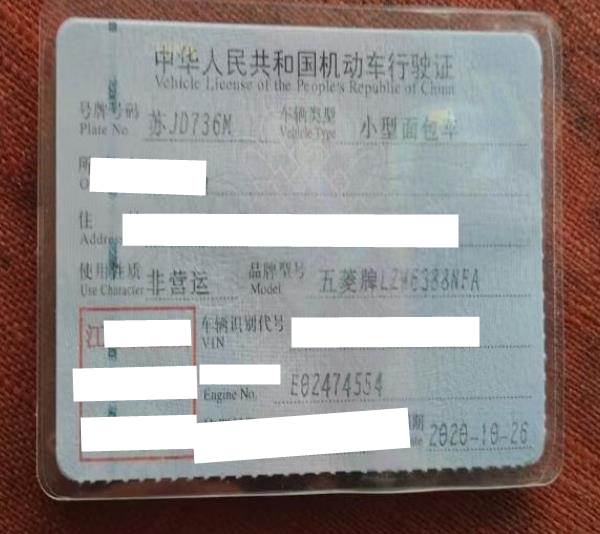 中华人民共和国机动车行驶证
Vehicle License of the People's Republic of China
号牌号码 苏JD736M 车辆类型 小型面包车
Plate No. Vehicle Type
住
Address
使用性质 非营运 品牌型号 五菱牌LZW6388NFA
Use Character Model
江 车辆识别代号
VIN
Engine No. E02474554
期 2020-10-26